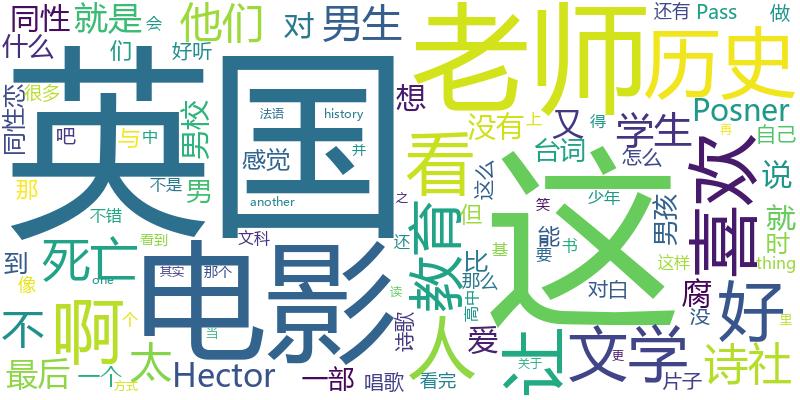 同性
就是
会
他们
对
男生
老师
还有
Pass
做
什么
们
好听
历史
英国
想
同性恋
很多
吧
与
中
男校
法语
history
没有
又
上
学生
得
Posner
再
自己
感觉
并
看
台词
怎么
喜欢
说
那
不是
男
这么
这
少年
another
之
教育
但
笑
能
书
男孩
就
时
不错
文科
还
要
到
死亡
看到
电影
比
那么
基
这样
thing
像
其实
那个
one
读
高中
对白
腐
没
好
里
不
啊
个
当
诗歌
人
爱
让
文学
更
诗社
最后
一个
太
方式
Hector
一部
唱歌
看完
关于
片子